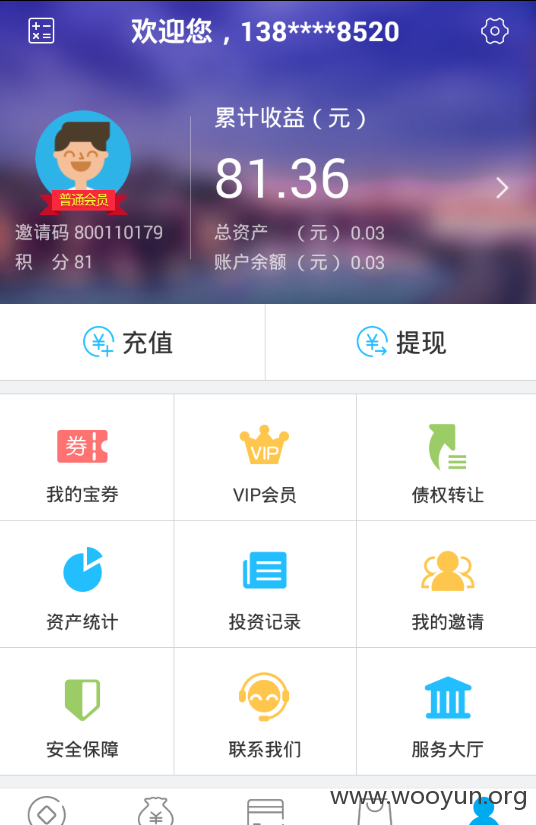 欢迎您，138****8520
累计收益（元）
81.36
普通会员
邀请码 800110179
总资产 （元）0.03
积 分 81
账户余额（元）0.03
充值
提现
券
VIP
我的宝券
VIP会员
债权转让
资产统计
投资记录
我的邀请
安全保障
联系我们
服务大厅
www.wooyun.org